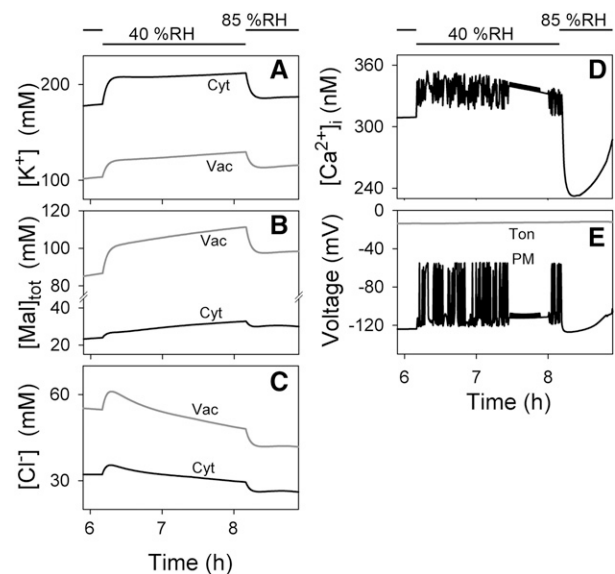 85 %RH
40 %RH
A
200
Cyt
[K⁺] (mM)
Vac
100
120
B
Vac
100
[Mal]tot (mM)
80
40
Cyt
20
C
60
Vac
[Cl⁻] (mM)
Cyt
30
6 7 8
Time (h)
85 %RH
40 %RH
360
D
[Ca²⁺]i (nM)
300
240
0
E
Ton
-40
PM
Voltage (mV)
-80
-120
6 7 8
Time (h)